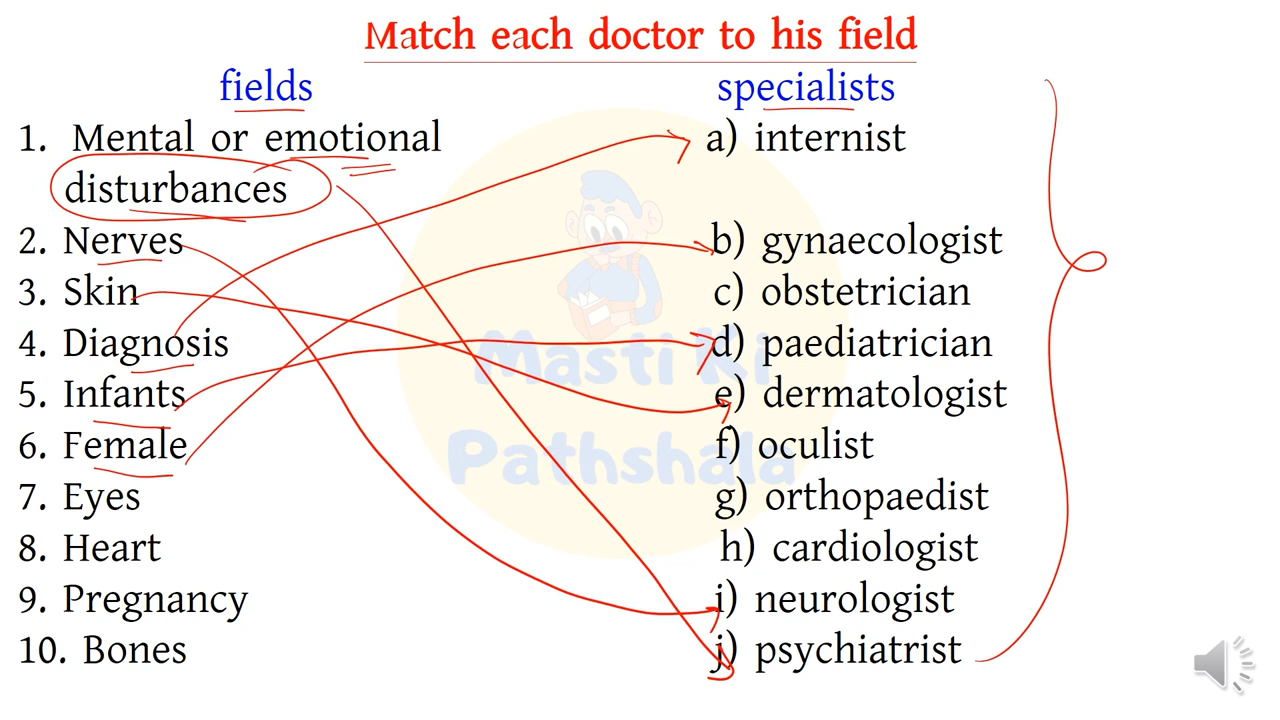 Match each doctor to his field
fields
specialists
1. Mental or emotional
disturbances
2. Nerves
3. Skin
4. Diagnosis
5. Infants
6. Female
7. Eyes
8. Heart
9. Pregnancy
10. Bones
a) internist
b) gynaecologist
c) obstetrician
d) paediatrician
e) dermatologist
f) oculist
g) orthopaedist
h) cardiologist
i) neurologist
j) psychiatrist
Masti Ki
Pathshala